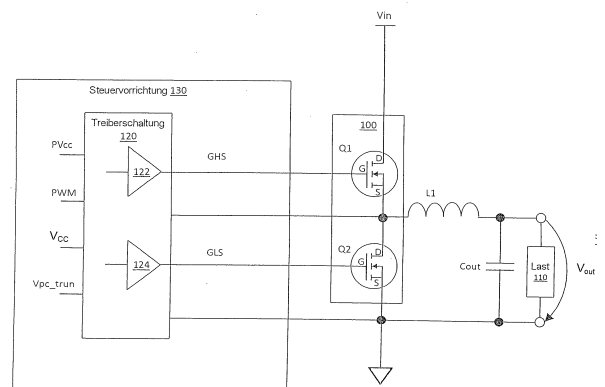 Vin
Steuervorrichtung 130
Treiberschaltung
120
100
PVcc
Q1
D
GHS
G
122
S
PWM
L1
Vcc
Q2
D
GLS
G
124
S
Cout
Last
110
Vout
Vpc_trun